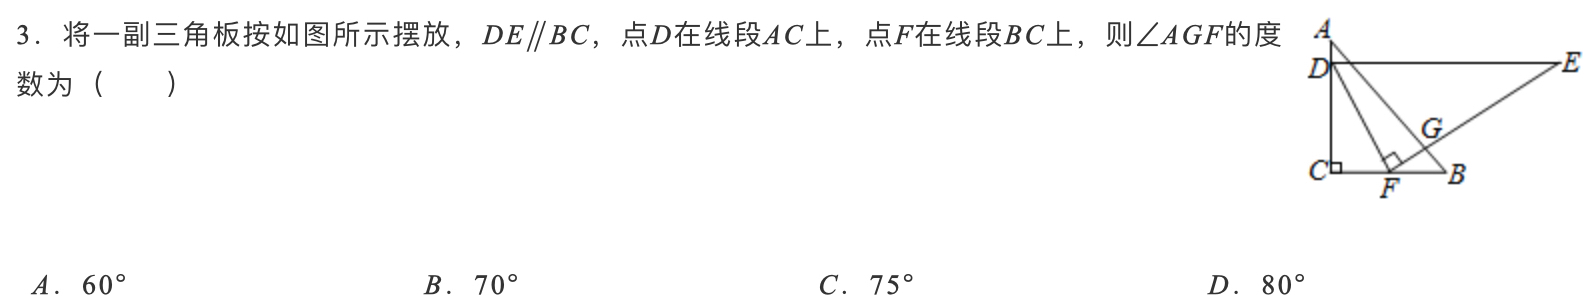 3．将一副三角板按如图所示摆放，DE∥BC，点D在线段AC上，点F在线段BC上，则∠AGF的度
数为（　　）
A
D
E
G
C
F
B
A．60°
B．70°
C．75°
D．80°